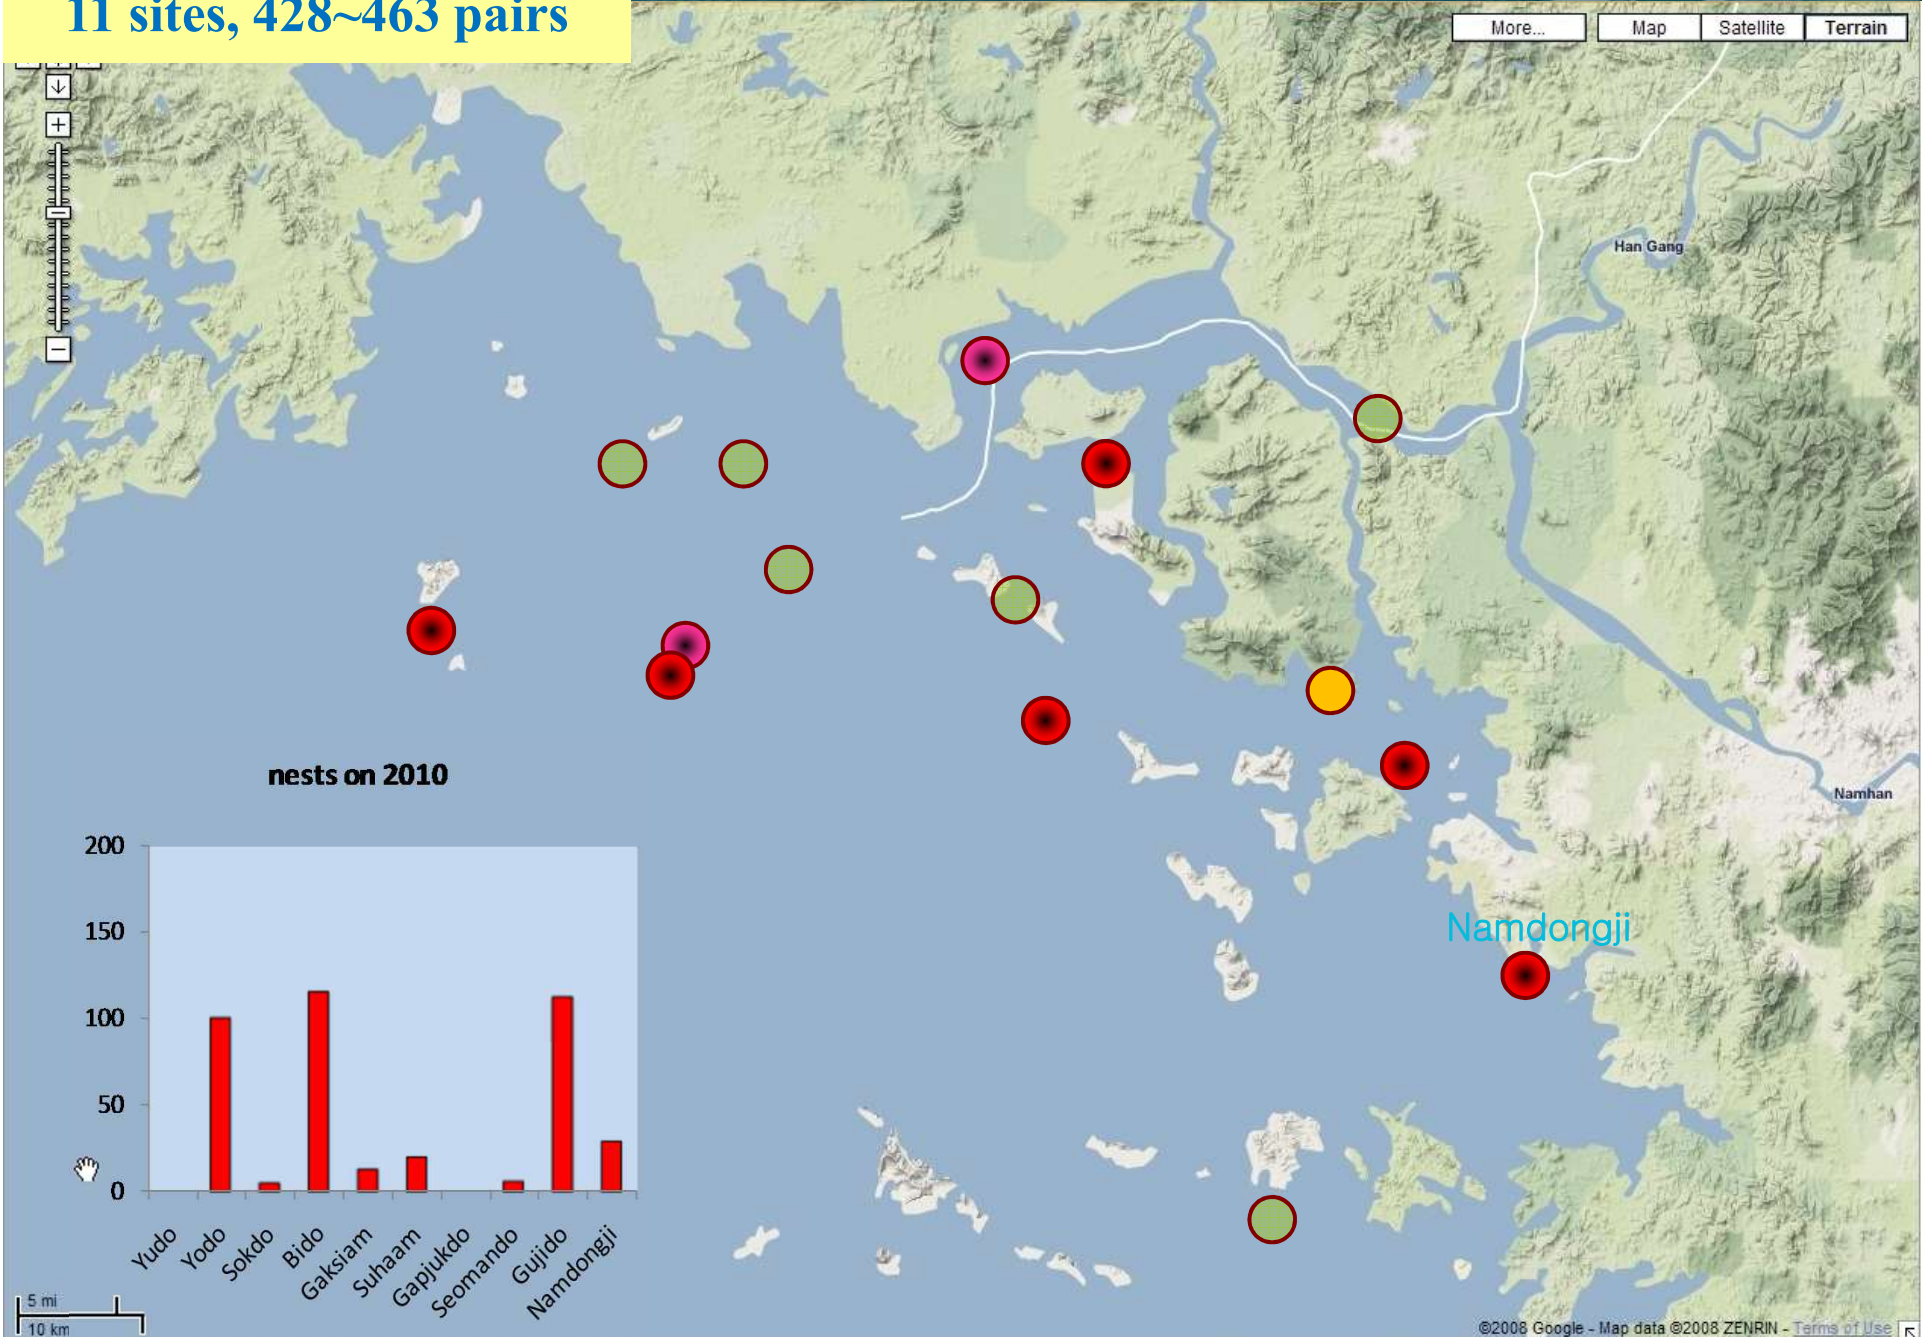 11 sites, 428~463 pairs
More...
Map
Satellite
Terrain
Han Gang
Namhan
Namdongji
nests on 2010
200
150
100
50
0
Yudo
Yodo
Sokdo
Bido
Gaksiam
Suhaam
Gapjukdo
Seomando
Gujido
Namdongji
5 mi
10 km
©2008 Google - Map data ©2008 ZENRIN - Terms of Use